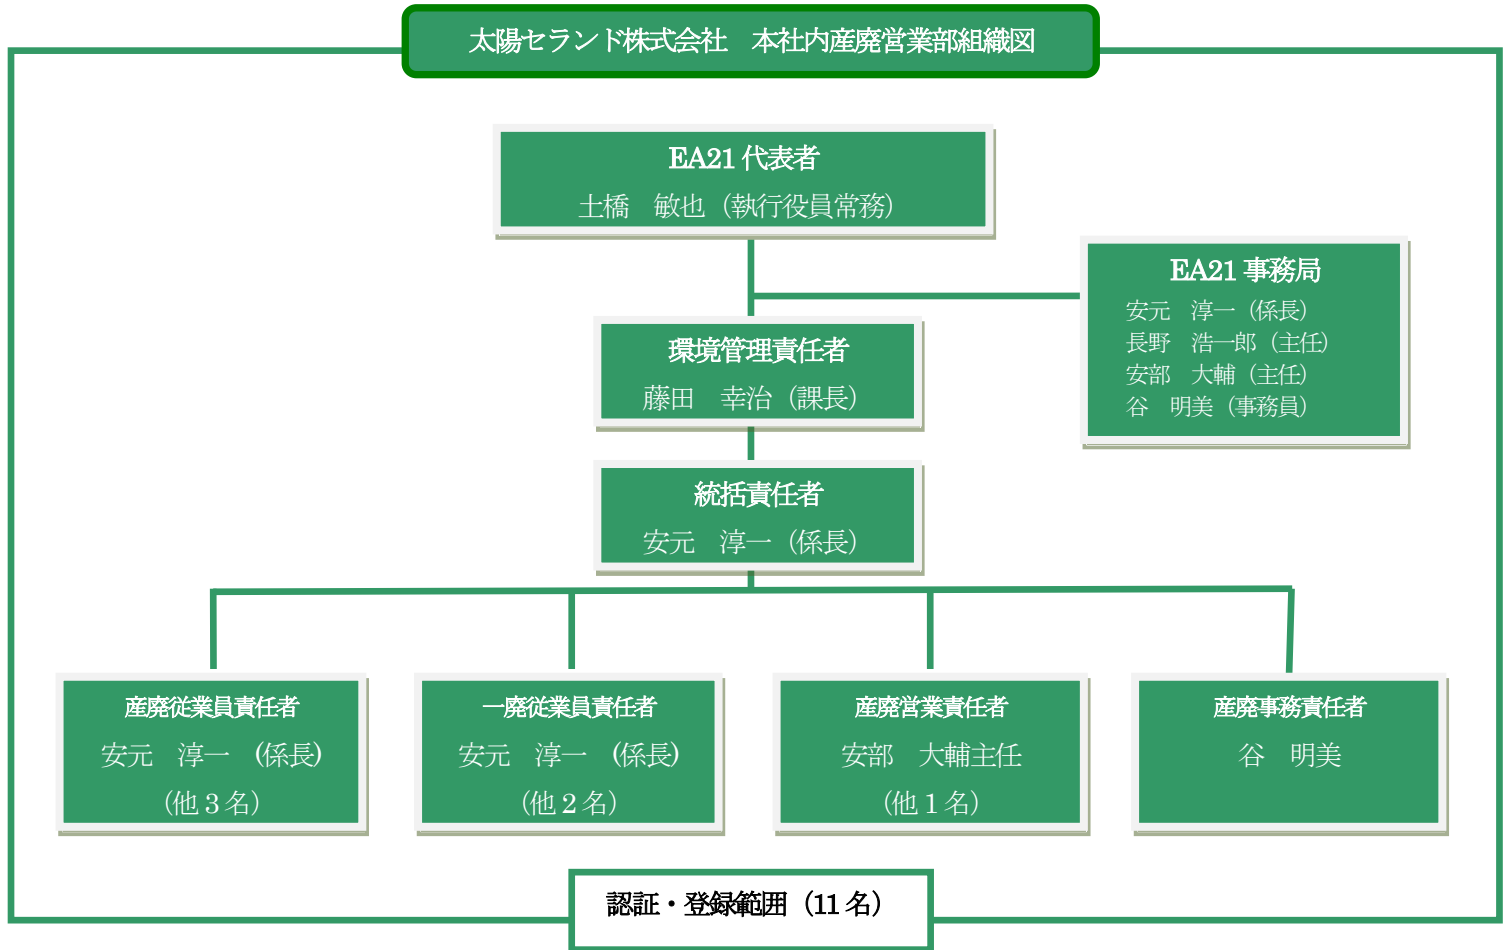 太陽セランド株式会社　本社内産廃営業部組織図
EA21 代表者
土橋　敏也（執行役員常務）
EA21 事務局
安元　淳一（係長）
長野　浩一郎（主任）
安部　大輔（主任）
谷　明美（事務員）
環境管理責任者
藤田　幸治（課長）
統括責任者
安元　淳一（係長）
産廃従業員責任者
安元　淳一　(係長)
（他 3 名）
一廃従業員責任者
安元　淳一　(係長)
（他 2 名）
産廃営業責任者
安部　大輔主任
（他 1 名）
産廃事務責任者
谷　明美
認証・登録範囲（11 名）